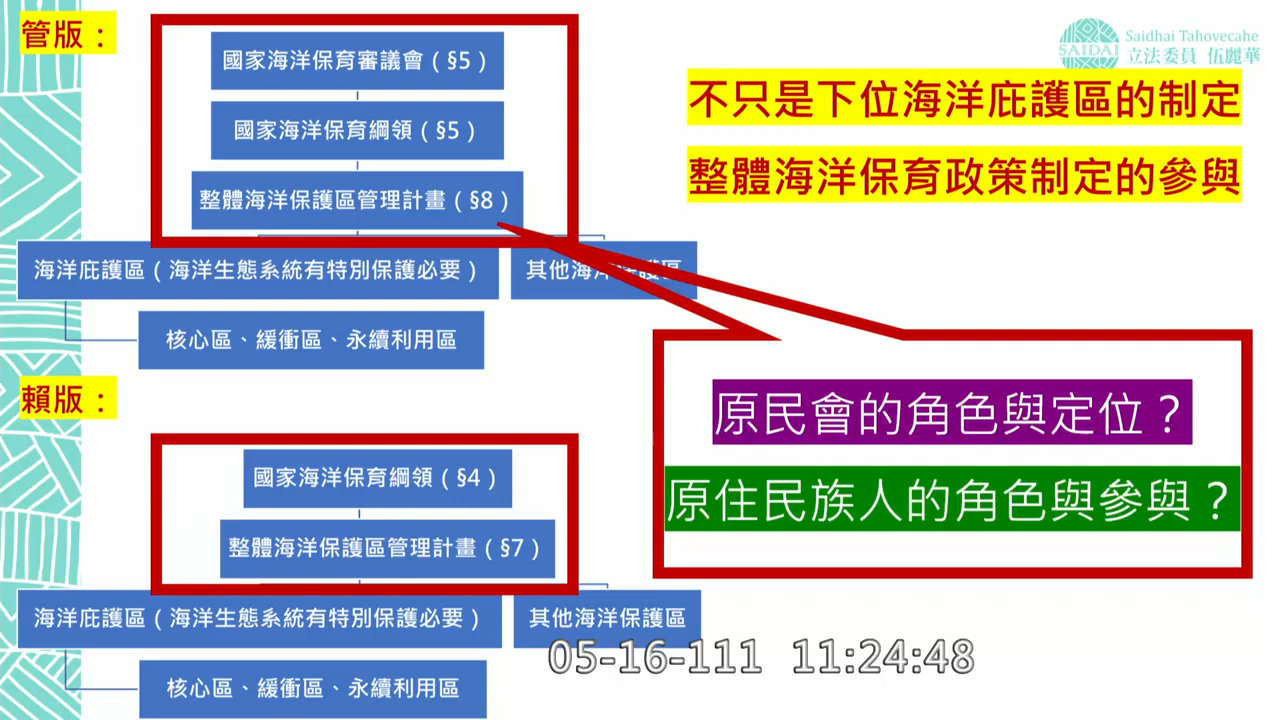 管版：
國家海洋保育審議會（§5）
國家海洋保育綱領（§5）
整體海洋保護區管理計畫（§8）
海洋庇護區（海洋生態系統有特別保護必要）
其他海洋保護區
核心區、緩衝區、永續利用區
賴版：
國家海洋保育綱領（§4）
整體海洋保護區管理計畫（§7）
海洋庇護區（海洋生態系統有特別保護必要）
其他海洋保護區
核心區、緩衝區、永續利用區
SAIDAI
Saidhai Tahovecahe
立法委員 伍麗華
不只是下位海洋庇護區的制定
整體海洋保育政策制定的參與
原民會的角色與定位？
原住民族人的角色與參與？
05-16-111 11:24:48